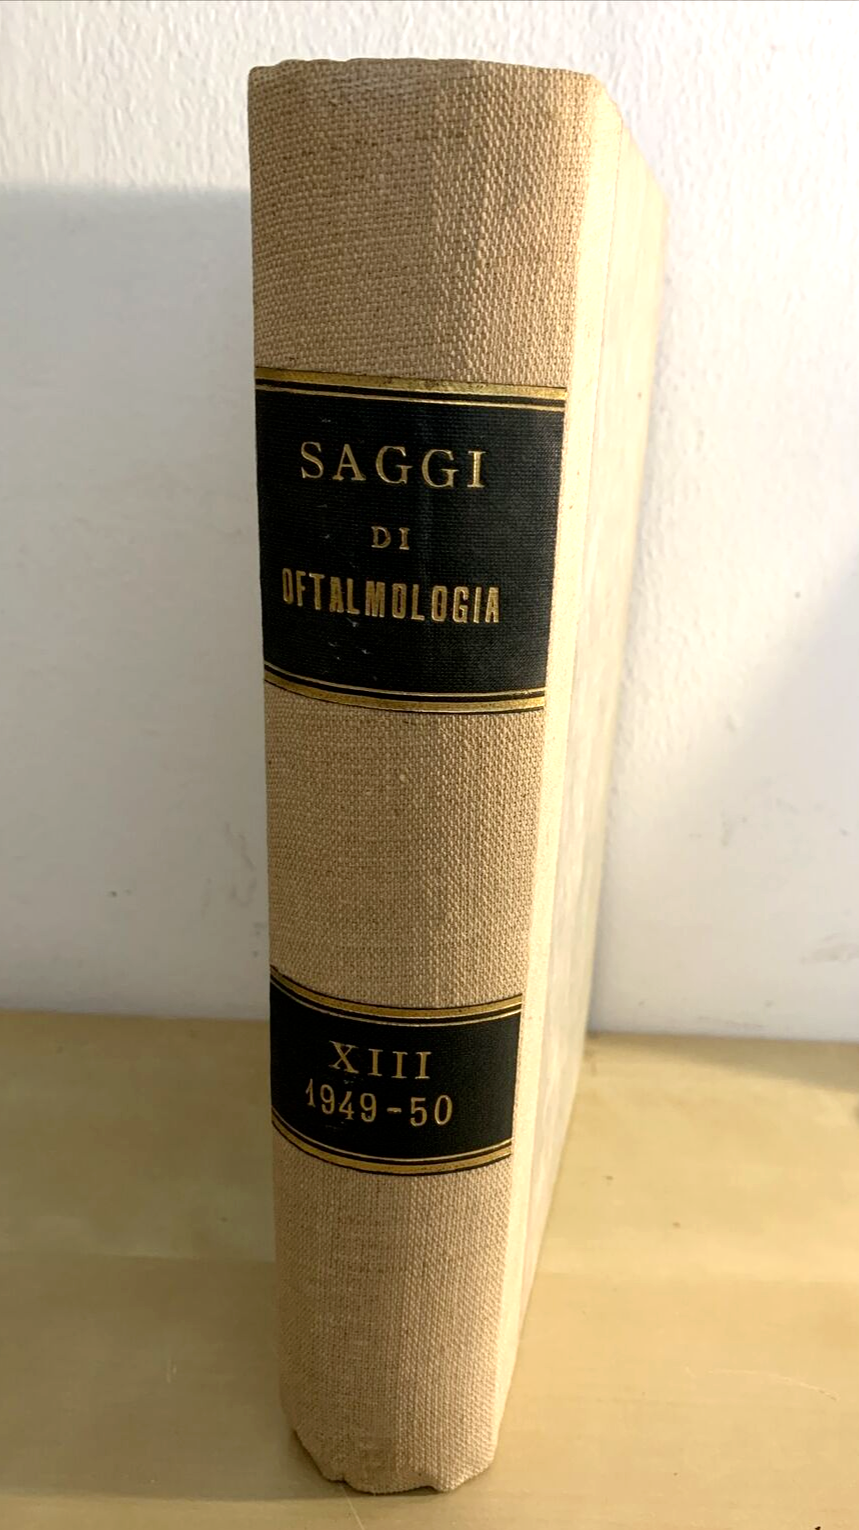 SAGGI
DI
OFTALMOLOGIA
XIII
1949-50